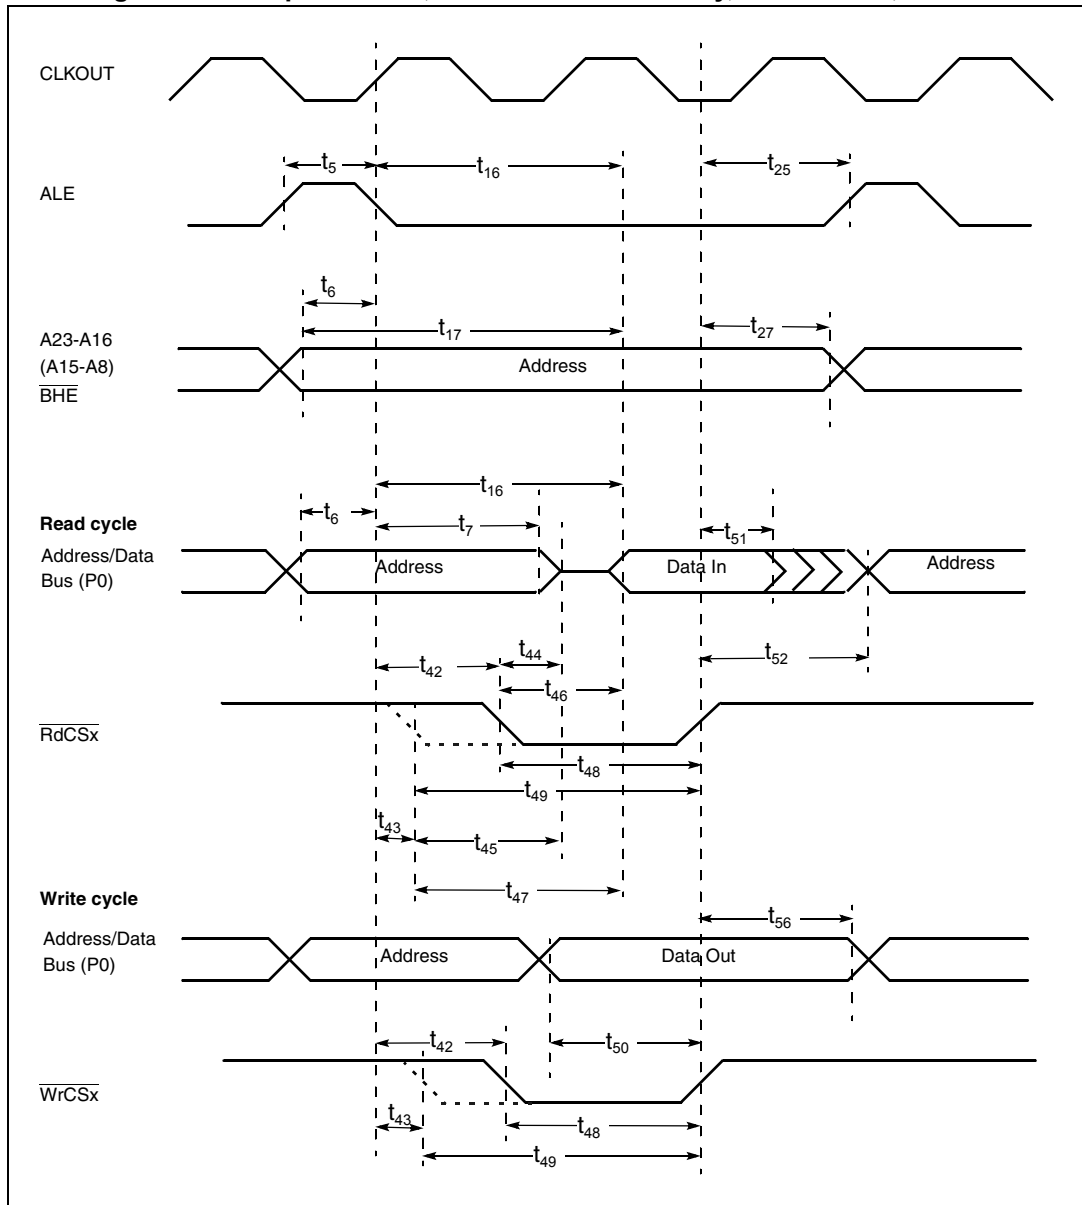 CLKOUT
t5
t16
t25
ALE
t6
A23-A16
t17
t27
(A15-A8)
Address
BHE
t16
t6
Read cycle
t7
t51
Address/Data
Bus (P0)
Address
Data In
Address
t42
t44
t52
t46
RdCSx
t48
t49
t43
t45
t47
Write cycle
t56
Address/Data
Bus (P0)
Address
Data Out
t42
t50
WrCSx
t43
t48
t49